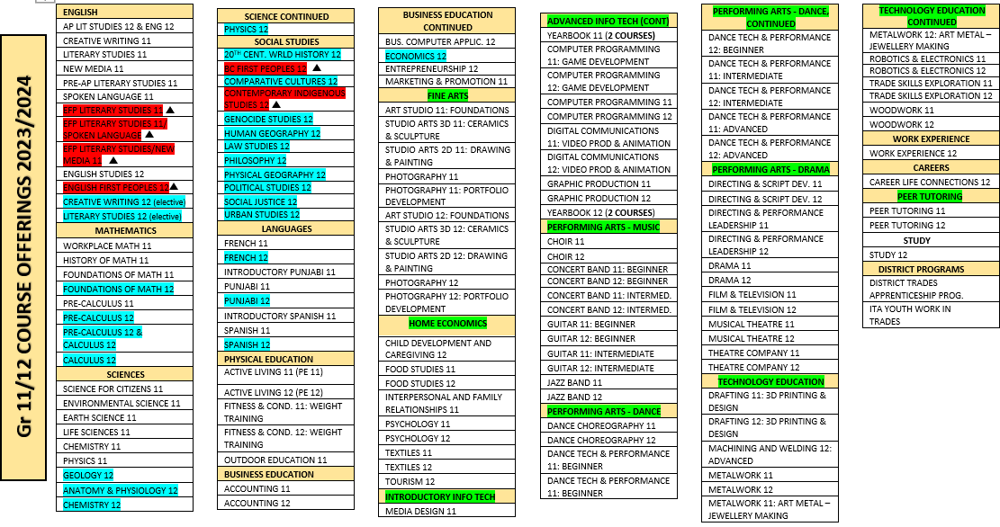 Gr 11/12 COURSE OFFERINGS 2023/2024
ENGLISH
AP LIT STUDIES 12 & ENG 12
CREATIVE WRITING 11
LITERARY STUDIES 11
NEW MEDIA 11
PRE-AP LITERARY STUDIES 11
SPOKEN LANGUAGE 11
EFP LITERARY STUDIES 11 ▲
EFP LITERARY STUDIES 11/
SPOKEN LANGUAGE ▲
EFP LITERARY STUDIES/NEW
MEDIA 11 ▲
ENGLISH STUDIES 12
ENGLISH FIRST PEOPLES 12 ▲
CREATIVE WRITING 12 (elective)
LITERARY STUDIES 12 (elective)
MATHEMATICS
WORKPLACE MATH 11
HISTORY OF MATH 11
FOUNDATIONS OF MATH 11
FOUNDATIONS OF MATH 12
PRE-CALCULUS 11
PRE-CALCULUS 12
PRE-CALCULUS 12 &
CALCULUS 12
CALCULUS 12
SCIENCES
SCIENCE FOR CITIZENS 11
ENVIRONMENTAL SCIENCE 11
EARTH SCIENCE 11
LIFE SCIENCES 11
CHEMISTRY 11
PHYSICS 11
GEOLOGY 12
ANATOMY & PHYSIOLOGY 12
CHEMISTRY 12
SCIENCE CONTINUED
PHYSICS 12
SOCIAL STUDIES
20TH CENT. WRLD HISTORY 12
BC FIRST PEOPLES 12 ▲
COMPARATIVE CULTURES 12
CONTEMPORARY INDIGENOUS
STUDIES 12 ▲
GENOCIDE STUDIES 12
HUMAN GEOGRAPHY 12
LAW STUDIES 12
PHILOSOPHY 12
PHYSICAL GEOGRAPHY 12
POLITICAL STUDIES 12
SOCIAL JUSTICE 12
URBAN STUDIES 12
LANGUAGES
FRENCH 11
FRENCH 12
INTRODUCTORY PUNJABI 11
PUNJABI 11
PUNJABI 12
INTRODUCTORY SPANISH 11
SPANISH 11
SPANISH 12
PHYSICAL EDUCATION
ACTIVE LIVING 11 (PE 11)
ACTIVE LIVING 12 (PE 12)
FITNESS & COND. 11: WEIGHT
TRAINING
FITNESS & COND. 12: WEIGHT
TRAINING
OUTDOOR EDUCATION 11
BUSINESS EDUCATION
ACCOUNTING 11
ACCOUNTING 12
BUSINESS EDUCATION
CONTINUED
BUS. COMPUTER APPLIC. 12
ECONOMICS 12
ENTREPRENEURSHIP 12
MARKETING & PROMOTION 11
FINE ARTS
ART STUDIO 11: FOUNDATIONS
STUDIO ARTS 3D 11: CERAMICS
& SCULPTURE
STUDIO ARTS 2D 11: DRAWING
& PAINTING
PHOTOGRAPHY 11
PHOTOGRAPHY 11: PORTFOLIO
DEVELOPMENT
ART STUDIO 12: FOUNDATIONS
STUDIO ARTS 3D 12: CERAMICS
& SCULPTURE
STUDIO ARTS 2D 12: DRAWING
& PAINTING
PHOTOGRAPHY 12
PHOTOGRAPHY 12: PORTFOLIO
DEVELOPMENT
HOME ECONOMICS
CHILD DEVELOPMENT AND
CAREGIVING 12
FOOD STUDIES 11
FOOD STUDIES 12
INTERPERSONAL AND FAMILY
RELATIONSHIPS 11
PSYCHOLOGY 11
PSYCHOLOGY 12
TEXTILES 11
TEXTILES 12
TOURISM 12
INTRODUCTORY INFO TECH
MEDIA DESIGN 11
ADVANCED INFO TECH (CONT)
YEARBOOK 11 (2 COURSES)
COMPUTER PROGRAMMING
11: GAME DEVELOPMENT
COMPUTER PROGRAMMING
12: GAME DEVELOPMENT
COMPUTER PROGRAMMING 11
COMPUTER PROGRAMMING 12
DIGITAL COMMUNICATIONS
11: VIDEO PROD & ANIMATION
DIGITAL COMMUNICATIONS
12: VIDEO PROD & ANIMATION
GRAPHIC PRODUCTION 11
GRAPHIC PRODUCTION 12
YEARBOOK 12 (2 COURSES)
PERFORMING ARTS - MUSIC
CHOIR 11
CHOIR 12
CONCERT BAND 11: BEGINNER
CONCERT BAND 12: BEGINNER
CONCERT BAND 11: INTERMED.
CONCERT BAND 12: INTERMED.
GUITAR 11: BEGINNER
GUITAR 12: BEGINNER
GUITAR 11: INTERMEDIATE
GUITAR 12: INTERMEDIATE
JAZZ BAND 11
JAZZ BAND 12
PERFORMING ARTS - DANCE
DANCE CHOREOGRAPHY 11
DANCE CHOREOGRAPHY 12
DANCE TECH & PERFORMANCE
11: BEGINNER
DANCE TECH & PERFORMANCE
11: BEGINNER
PERFORMING ARTS - DANCE,
CONTINUED
DANCE TECH & PERFORMANCE
12: BEGINNER
DANCE TECH & PERFORMANCE
11: INTERMEDIATE
DANCE TECH & PERFORMANCE
12: INTERMEDIATE
DANCE TECH & PERFORMANCE
11: ADVANCED
DANCE TECH & PERFORMANCE
12: ADVANCED
PERFORMING ARTS - DRAMA
DIRECTING & SCRIPT DEV. 11
DIRECTING & SCRIPT DEV. 12
DIRECTING & PERFORMANCE
LEADERSHIP 11
DIRECTING & PERFORMANCE
LEADERSHIP 12
DRAMA 11
DRAMA 12
FILM & TELEVISION 11
FILM & TELEVISION 12
MUSICAL THEATRE 11
MUSICAL THEATRE 12
THEATRE COMPANY 11
THEATRE COMPANY 12
TECHNOLOGY EDUCATION
DRAFTING 11: 3D PRINTING &
DESIGN
DRAFTING 12: 3D PRINTING &
DESIGN
MACHINING AND WELDING 12:
ADVANCED
METALWORK 11
METALWORK 12
METALWORK 11: ART METAL –
JEWELLERY MAKING
TECHNOLOGY EDUCATION
CONTINUED
METALWORK 12: ART METAL –
JEWELLERY MAKING
ROBOTICS & ELECTRONICS 11
ROBOTICS & ELECTRONICS 12
TRADE SKILLS EXPLORATION 11
TRADE SKILLS EXPLORATION 12
WOODWORK 11
WOODWORK 12
WORK EXPERIENCE
WORK EXPERIENCE 12
CAREERS
CAREER LIFE CONNECTIONS 12
PEER TUTORING
PEER TUTORING 11
PEER TUTORING 12
STUDY
STUDY 12
DISTRICT PROGRAMS
DISTRICT TRADES
APPRENTICESHIP PROG.
ITA YOUTH WORK IN
TRADES